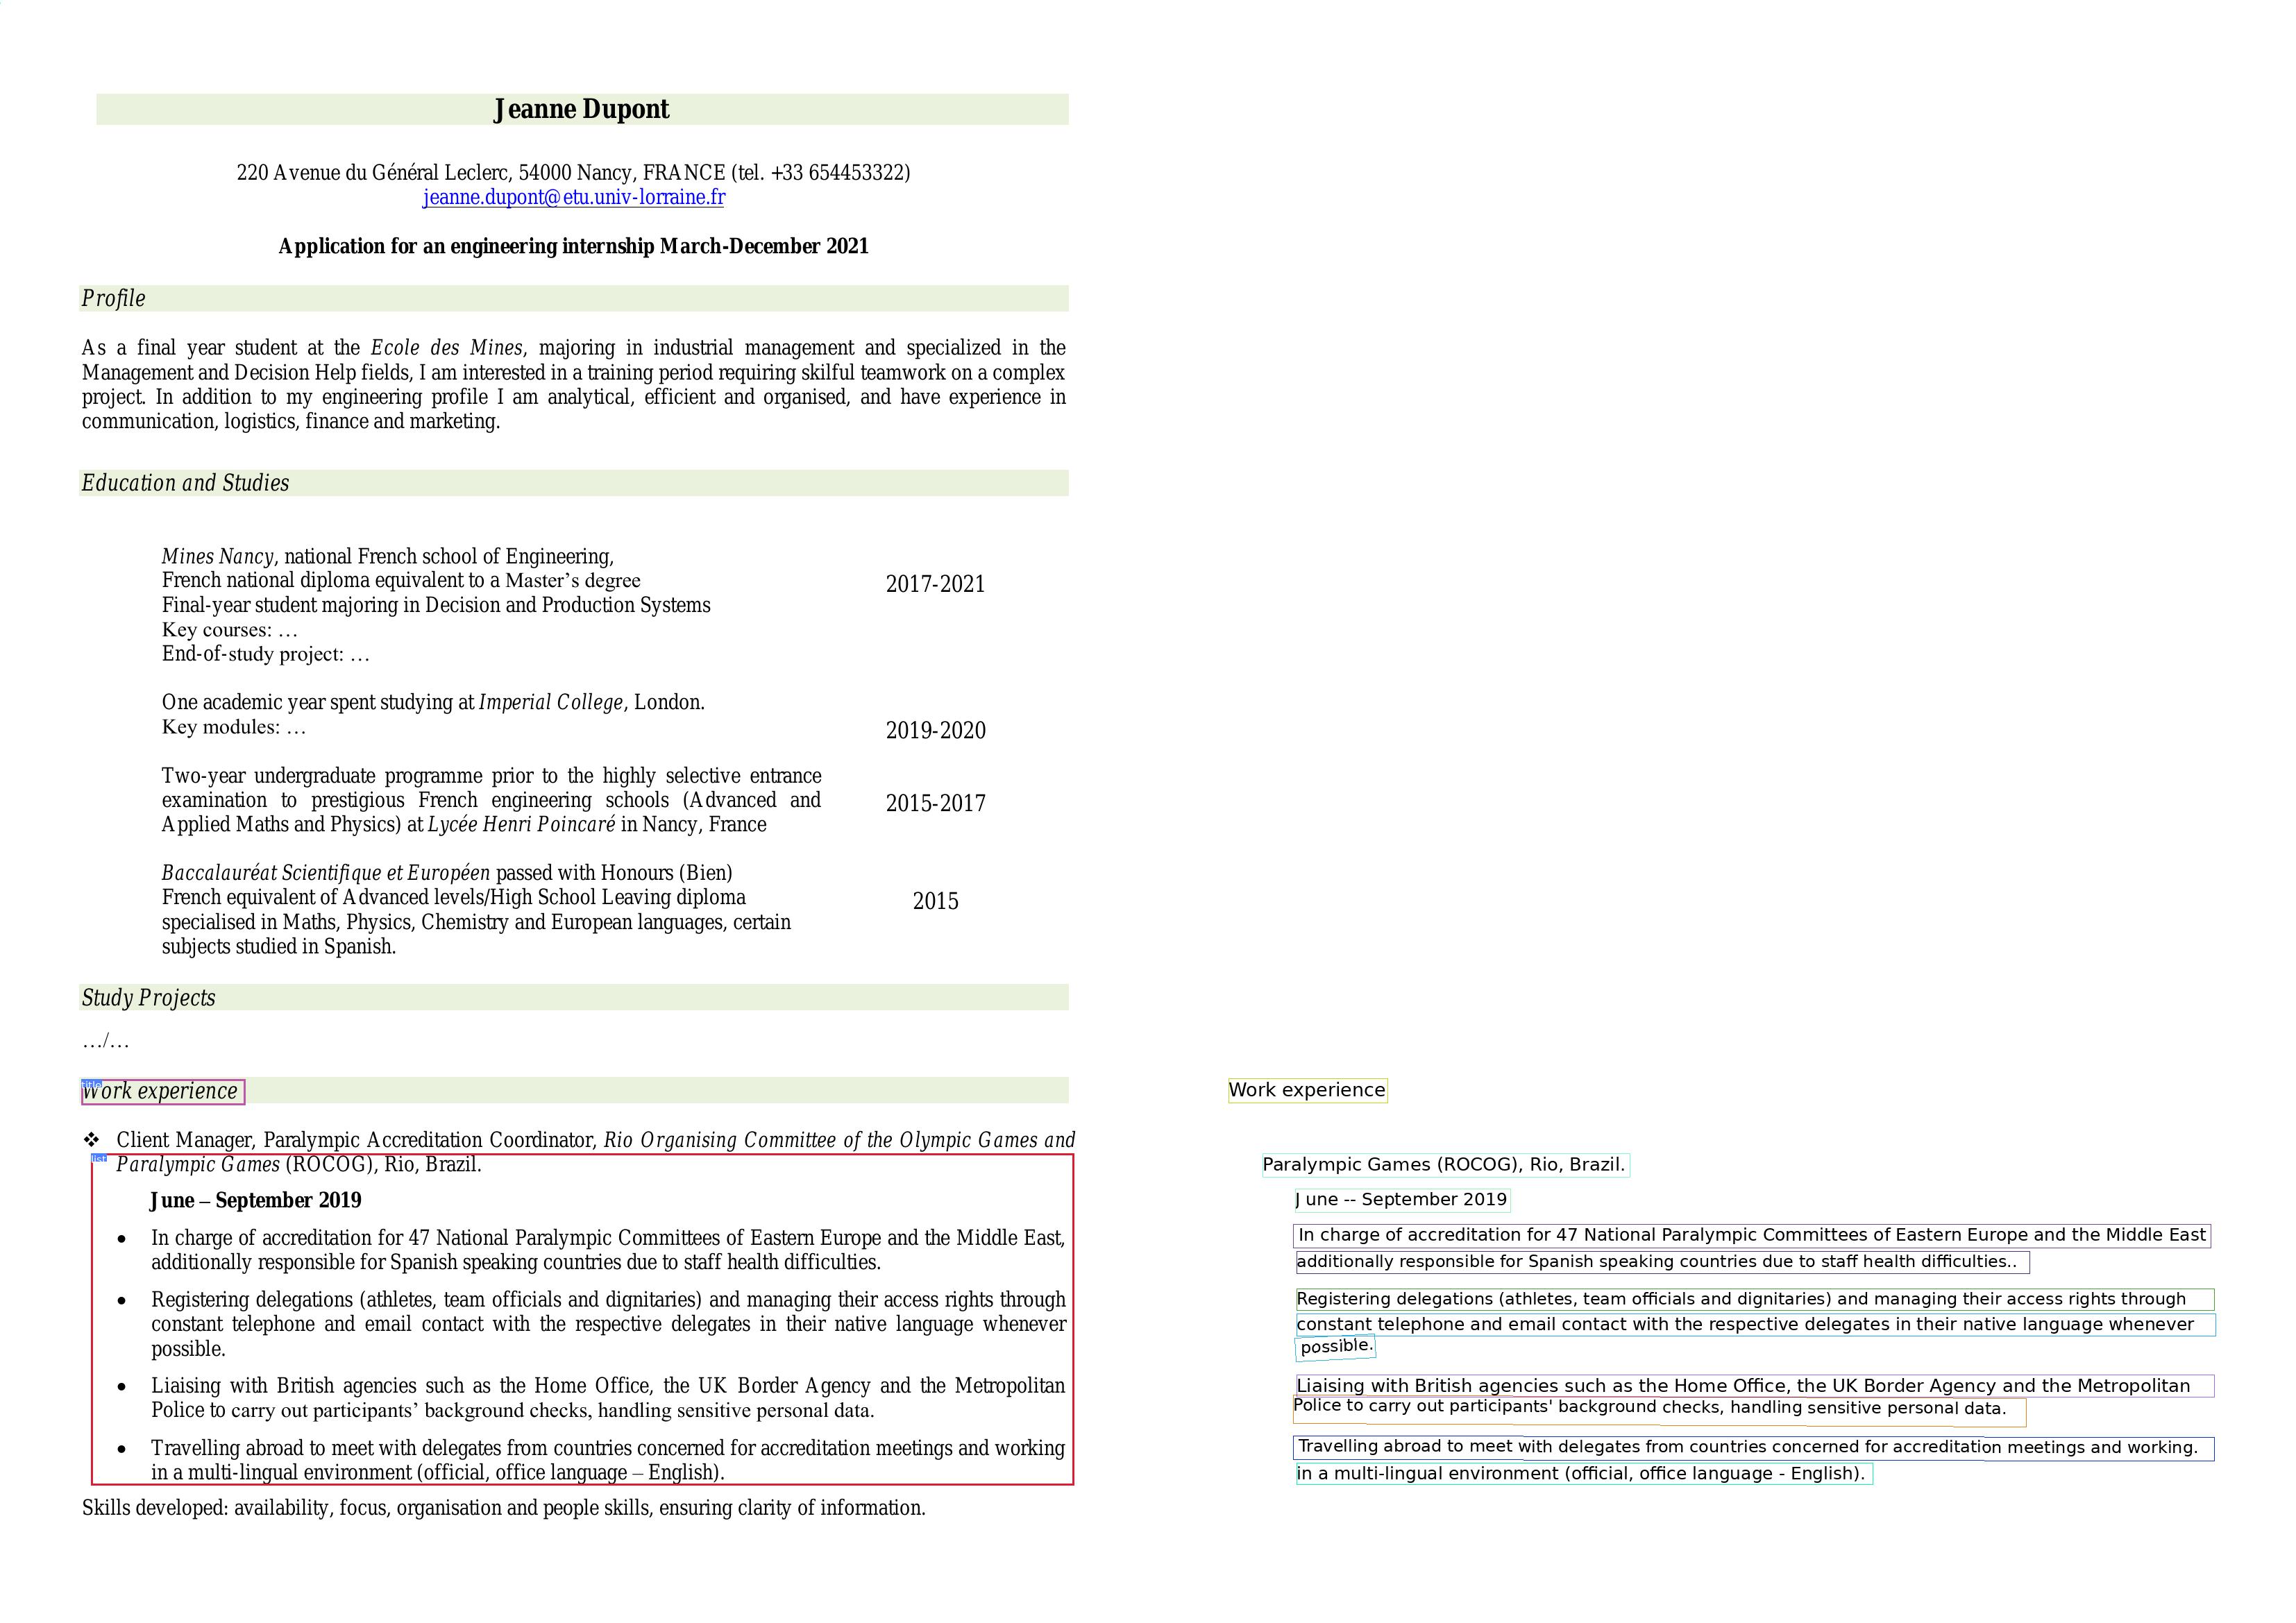 Jeanne Dupont
220 Avenue du Général Leclerc, 54000 Nancy, FRANCE (tel. +33 654453322)
jeanne.dupont@etu.univ-lorraine.fr
Application for an engineering internship March-December 2021
Profile
As a final year student at the Ecole des Mines, majoring in industrial management and specialized in the
Management and Decision Help fields, I am interested in a training period requiring skilful teamwork on a complex
project. In addition to my engineering profile I am analytical, efficient and organised, and have experience in
communication, logistics, finance and marketing.
Education and Studies
Mines Nancy, national French school of Engineering,
French national diploma equivalent to a Master’s degree
2017-2021
Final-year student majoring in Decision and Production Systems
Key courses: …
End-of-study project: …
One academic year spent studying at Imperial College, London.
Key modules: …
2019-2020
Two-year undergraduate programme prior to the highly selective entrance
examination to prestigious French engineering schools (Advanced and
2015-2017
Applied Maths and Physics) at Lycée Henri Poincaré in Nancy, France
Baccalauréat Scientifique et Européen passed with Honours (Bien)
French equivalent of Advanced levels/High School Leaving diploma
2015
specialised in Maths, Physics, Chemistry and European languages, certain
subjects studied in Spanish.
Study Projects
…/…
title
Work experience
❖ Client Manager, Paralympic Accreditation Coordinator, Rio Organising Committee of the Olympic Games and
list
Paralympic Games (ROCOG), Rio, Brazil.
June – September 2019
• In charge of accreditation for 47 National Paralympic Committees of Eastern Europe and the Middle East,
additionally responsible for Spanish speaking countries due to staff health difficulties.
• Registering delegations (athletes, team officials and dignitaries) and managing their access rights through
constant telephone and email contact with the respective delegates in their native language whenever
possible.
• Liaising with British agencies such as the Home Office, the UK Border Agency and the Metropolitan
Police to carry out participants’ background checks, handling sensitive personal data.
• Travelling abroad to meet with delegates from countries concerned for accreditation meetings and working
in a multi-lingual environment (official, office language – English).
Skills developed: availability, focus, organisation and people skills, ensuring clarity of information.
Work experience
Paralympic Games (ROCOG), Rio, Brazil.
June -- September 2019
In charge of accreditation for 47 National Paralympic Committees of Eastern Europe and the Middle East
additionally responsible for Spanish speaking countries due to staff health difficulties..
Registering delegations (athletes, team officials and dignitaries) and managing their access rights through
constant telephone and email contact with the respective delegates in their native language whenever
possible.
Liaising with British agencies such as the Home Office, the UK Border Agency and the Metropolitan
Police to carry out participants' background checks, handling sensitive personal data.
Travelling abroad to meet with delegates from countries concerned for accreditation meetings and working.
in a multi-lingual environment (official, office language - English).